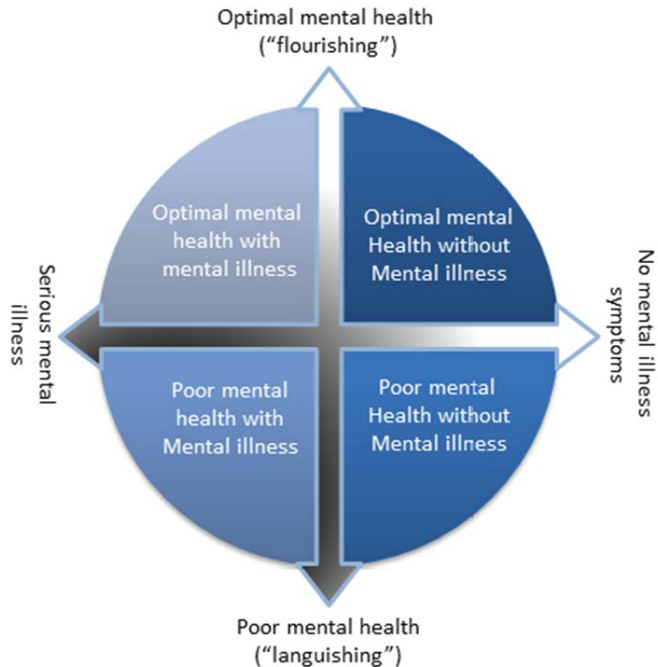 Optimal mental health
(“flourishing”)
Optimal mental
health with
mental illness
Optimal mental
Health without
Mental illness
Serious mental
illness
No mental illness
symptoms
Poor mental
health with
Mental illness
Poor mental
Health without
Mental illness
Poor mental health
(“languishing”)